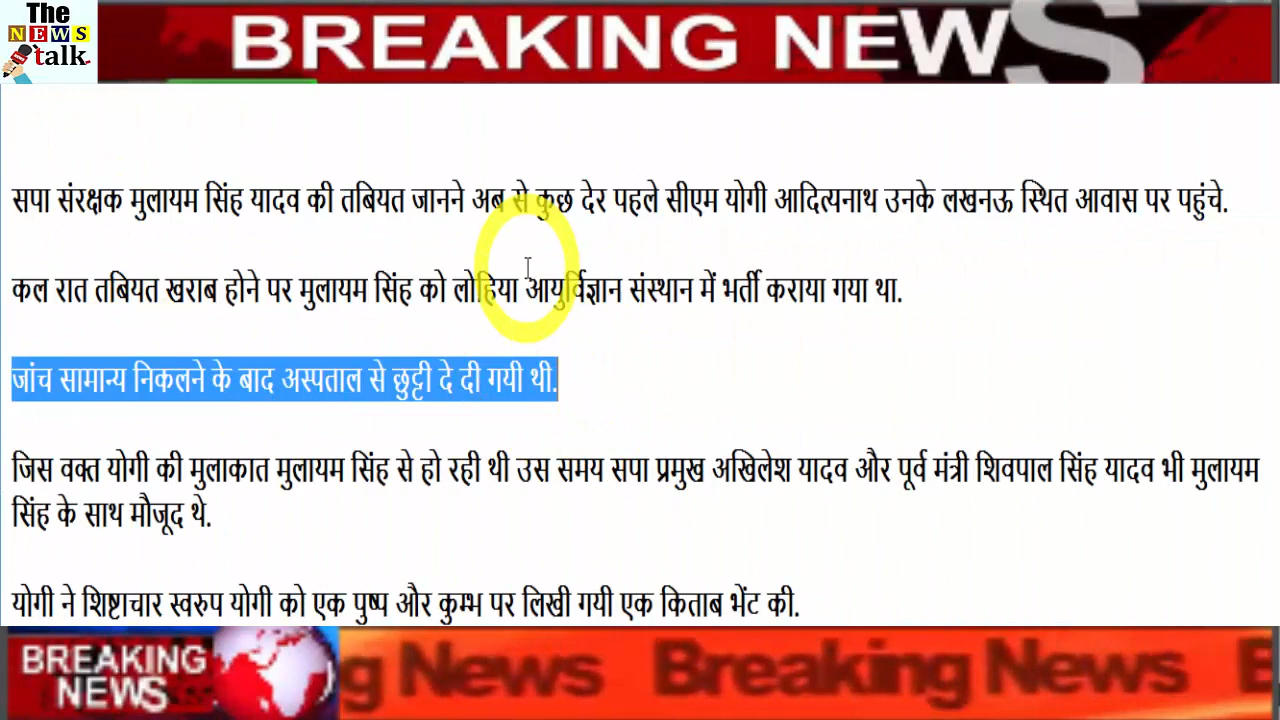 The
NEWS
talk.
BREAKING NEWS
सपा संरक्षक मुलायम सिंह यादव की तबियत जानने अब से कुछ देर पहले सीएम योगी आदित्यनाथ उनके लखनऊ स्थित आवास पर पहुंचे.
कल रात तबियत खराब होने पर मुलायम सिंह को लोहिया आयुर्विज्ञान संस्थान में भर्ती कराया गया था.
जांच सामान्य निकलने के बाद अस्पताल से छुट्टी दे दी गयी थी.
जिस वक्त योगी की मुलाकात मुलायम सिंह से हो रही थी उस समय सपा प्रमुख अखिलेश यादव और पूर्व मंत्री शिवपाल सिंह यादव भी मुलायम
सिंह के साथ मौजूद थे.
योगी ने शिष्टाचार स्वरुप योगी को एक पुष्प और कुम्भ पर लिखी गयी एक किताब भेंट की.
BREAKING
NEWS
g News Breaking News B